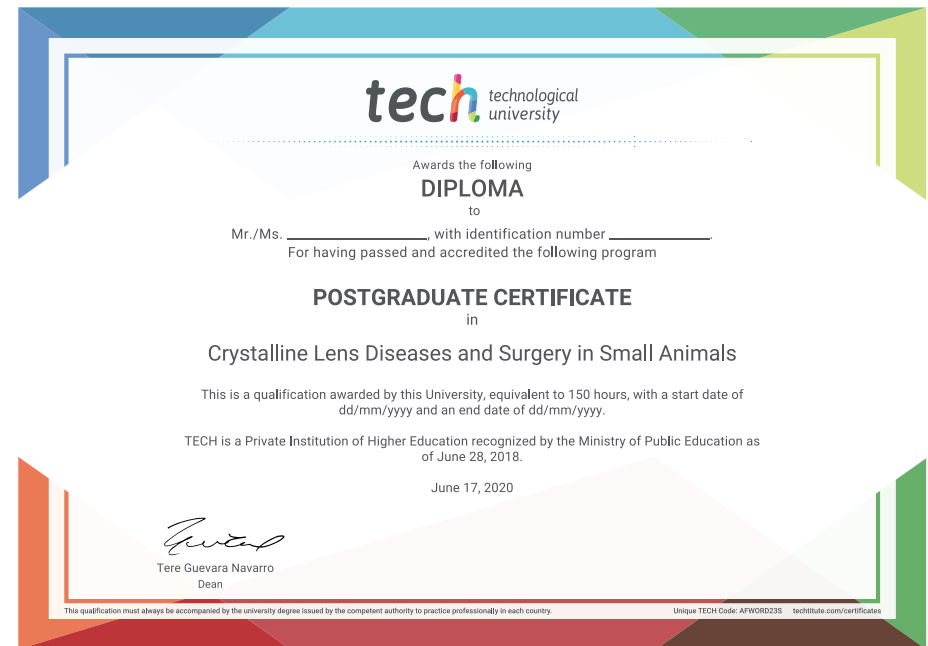 tech technological
university
Awards the following
DIPLOMA
to
Mr./Ms. ____________________, with identification number ______________.
For having passed and accredited the following program
POSTGRADUATE CERTIFICATE
in
Crystalline Lens Diseases and Surgery in Small Animals
This is a qualification awarded by this University, equivalent to 150 hours, with a start date of
dd/mm/yyyy and an end date of dd/mm/yyyy.
TECH is a Private Institution of Higher Education recognized by the Ministry of Public Education as
of June 28, 2018.
June 17, 2020
Tere Guevara Navarro
Dean
This qualification must always be accompanied by the university degree issued by the competent authority to practice professionally in each country. Unique TECH Code: AFWORD23S techtitute.com/certificates